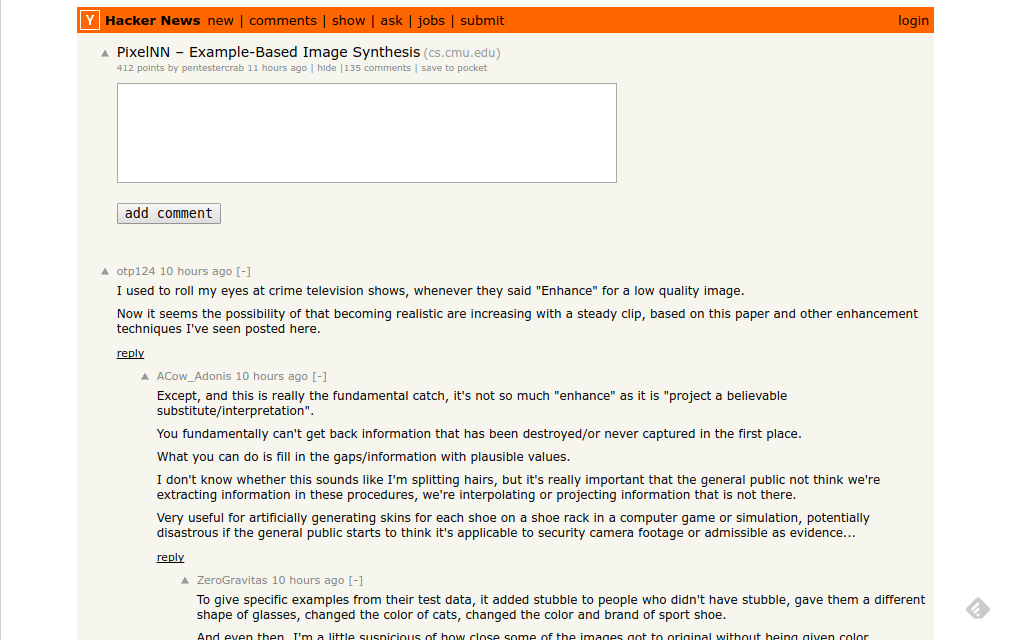 Y Hacker News new | comments | show | ask | jobs | submit login
▲ PixelNN – Example-Based Image Synthesis (cs.cmu.edu)
412 points by pentestercrab 11 hours ago | hide |135 comments | save to pocket
add comment
▲ otp124 10 hours ago [-]
I used to roll my eyes at crime television shows, whenever they said "Enhance" for a low quality image.
Now it seems the possibility of that becoming realistic are increasing with a steady clip, based on this paper and other enhancement
techniques I've seen posted here.
reply
▲ ACow_Adonis 10 hours ago [-]
Except, and this is really the fundamental catch, it's not so much "enhance" as it is "project a believable
substitute/interpretation".
You fundamentally can't get back information that has been destroyed/or never captured in the first place.
What you can do is fill in the gaps/information with plausible values.
I don't know whether this sounds like I'm splitting hairs, but it's really important that the general public not think we're
extracting information in these procedures, we're interpolating or projecting information that is not there.
Very useful for artificially generating skins for each shoe on a shoe rack in a computer game or simulation, potentially
disastrous if the general public starts to think it's applicable to security camera footage or admissible as evidence...
reply
▲ ZeroGravitas 10 hours ago [-]
To give specific examples from their test data, it added stubble to people who didn't have stubble, gave them a different
shape of glasses, changed the color of cats, changed the color and brand of sport shoe.
And even then, I'm a little suspicious of how close some of the images got to original without being given color